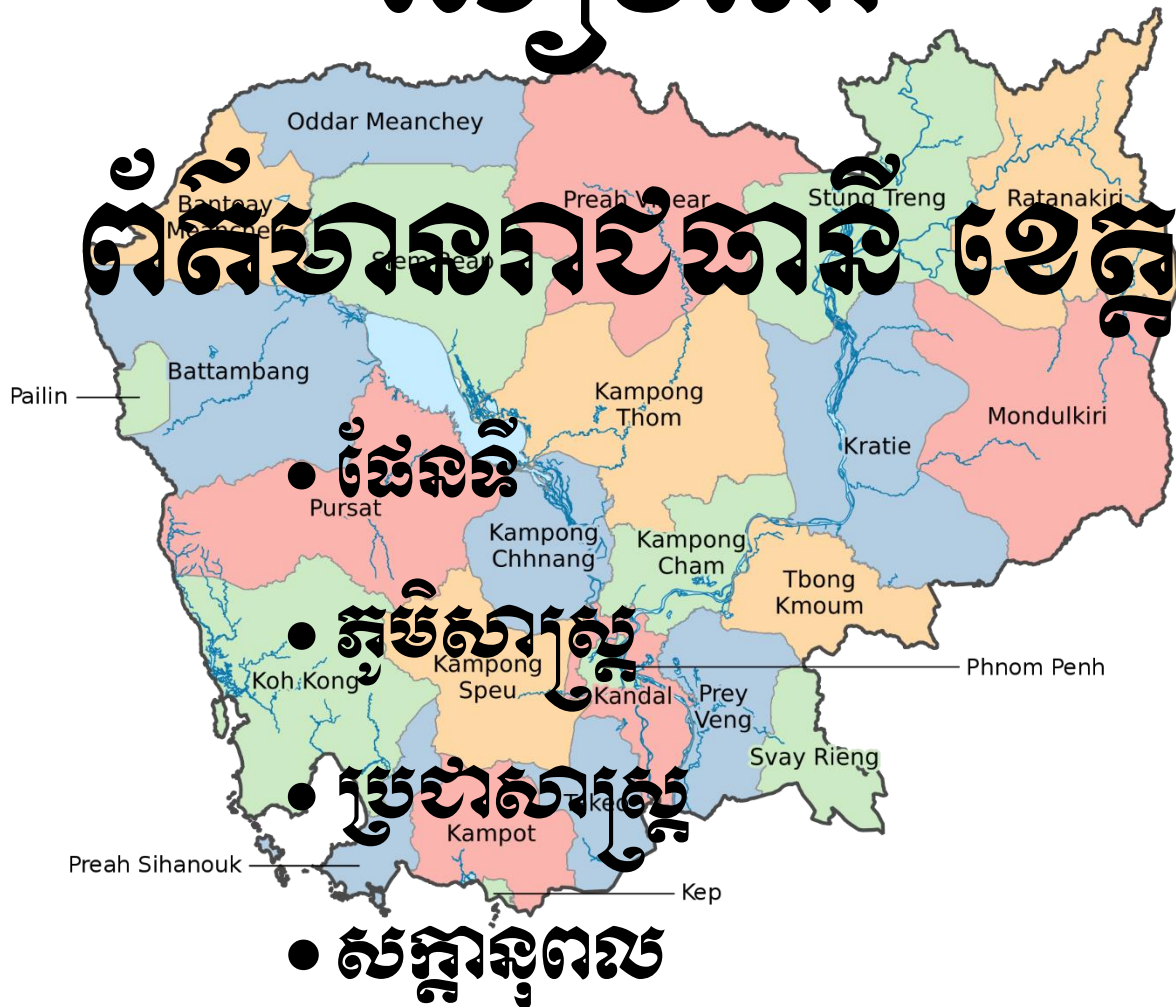 Oddar Meanchey
Banteay
Meanchey
Preah Vihear
Stung Treng
Ratanakiri
Siem Reap
ព័ត៌មានរាជធានី ខេត្ត
Battambang
Pailin
Kampong
Thom
Mondulkiri
Kratie
• ផែនទី
Pursat
Kampong
Chhnang
Kampong
Cham
Tbong
Kmoum
• ភូមិសាស្ត្រ
Kampong
Speu
Koh Kong
Kandal
Prey
Veng
Phnom Penh
Svay Rieng
• ប្រជាសាស្ត្រ
Takeo
Kampot
Preah Sihanouk
Kep
• សក្តានុពល